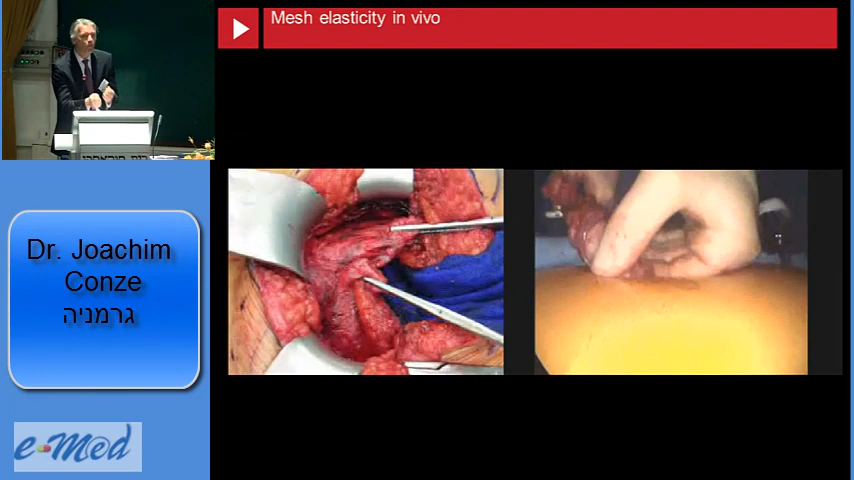 Mesh elasticity in vivo
Dr. Joachim
Conze
גרמניה
e-Med